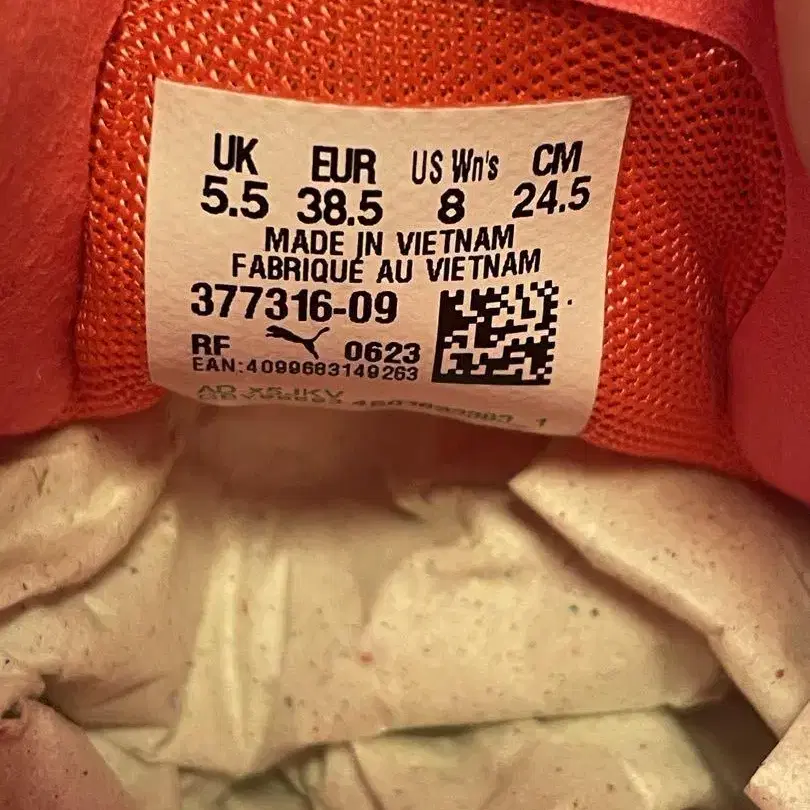 UK EUR US Wn's CM
5.5 38.5 8 24.5
MADE IN VIETNAM
FABRIQUÉ AU VIETNAM
377316-09
RF 0623
EAN:4099683149263